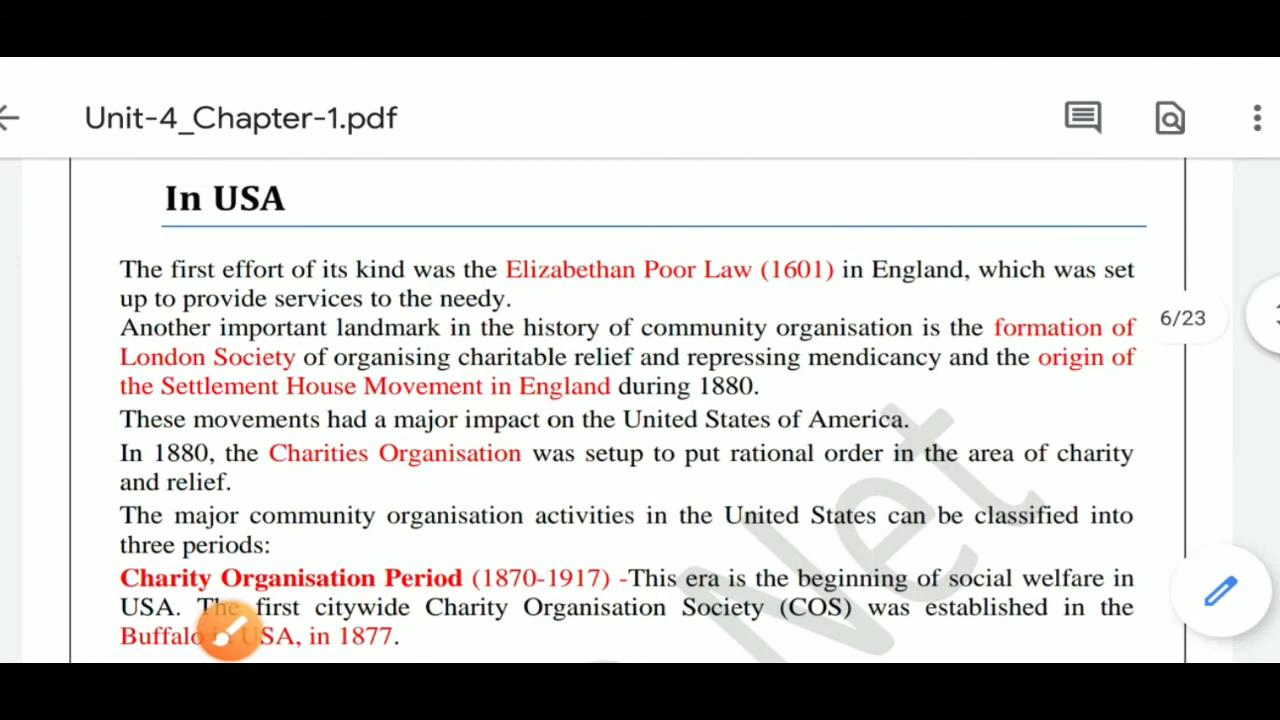 Unit-4_Chapter-1.pdf
In USA
The first effort of its kind was the Elizabethan Poor Law (1601) in England, which was set
up to provide services to the needy.
Another important landmark in the history of community organisation is the formation of
London Society of organising charitable relief and repressing mendicancy and the origin of
the Settlement House Movement in England during 1880.
These movements had a major impact on the United States of America.
In 1880, the Charities Organisation was setup to put rational order in the area of charity
and relief.
The major community organisation activities in the United States can be classified into
three periods:
Charity Organisation Period (1870-1917) -This era is the beginning of social welfare in
USA. The first citywide Charity Organisation Society (COS) was established in the
Buffalo USA, in 1877.
6/23
Net